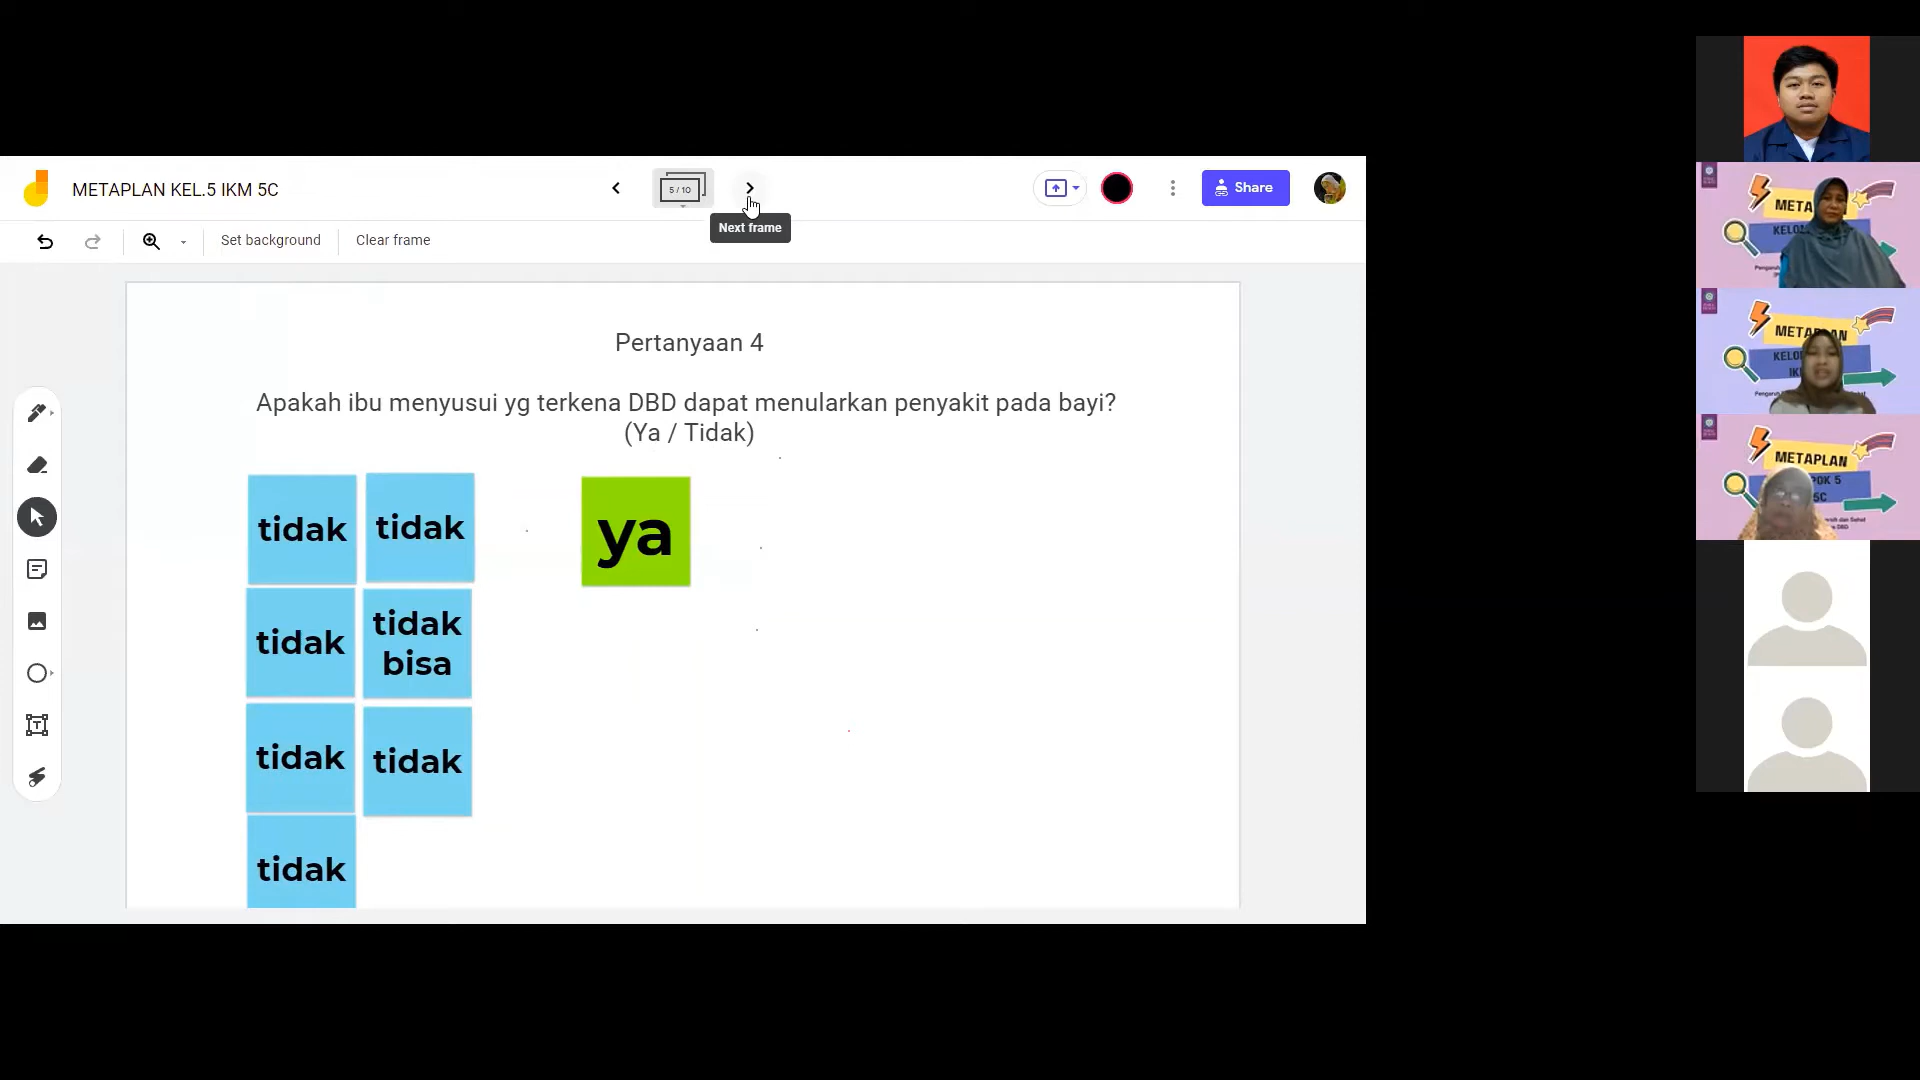 METAPLAN KEL.5 IKM 5C
5 / 10
Share
Next frame
Set background
Clear frame
Pertanyaan 4
Apakah ibu menyusui yg terkena DBD dapat menularkan penyakit pada bayi?
(Ya / Tidak)
tidak
tidak
ya
tidak
tidak
bisa
tidak
tidak
tidak
METAPLAN